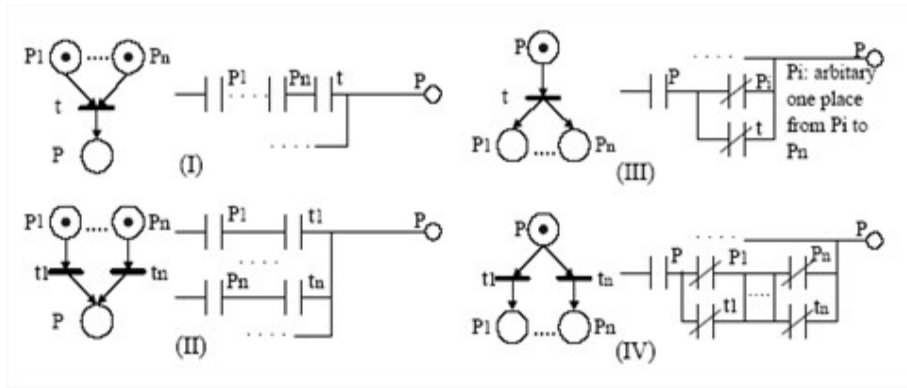 P1
Pn
t
P
(I)
P1
Pn
t
P
P
t
P1
Pn
(III)
P
Pi
t
P
Pi: arbitary
one place
from Pi to
Pn
P1
Pn
t1
tn
P
(II)
P1
t1
Pn
tn
P
P
t1
tn
P1
Pn
(IV)
P
P1
t1
Pn
tn
P